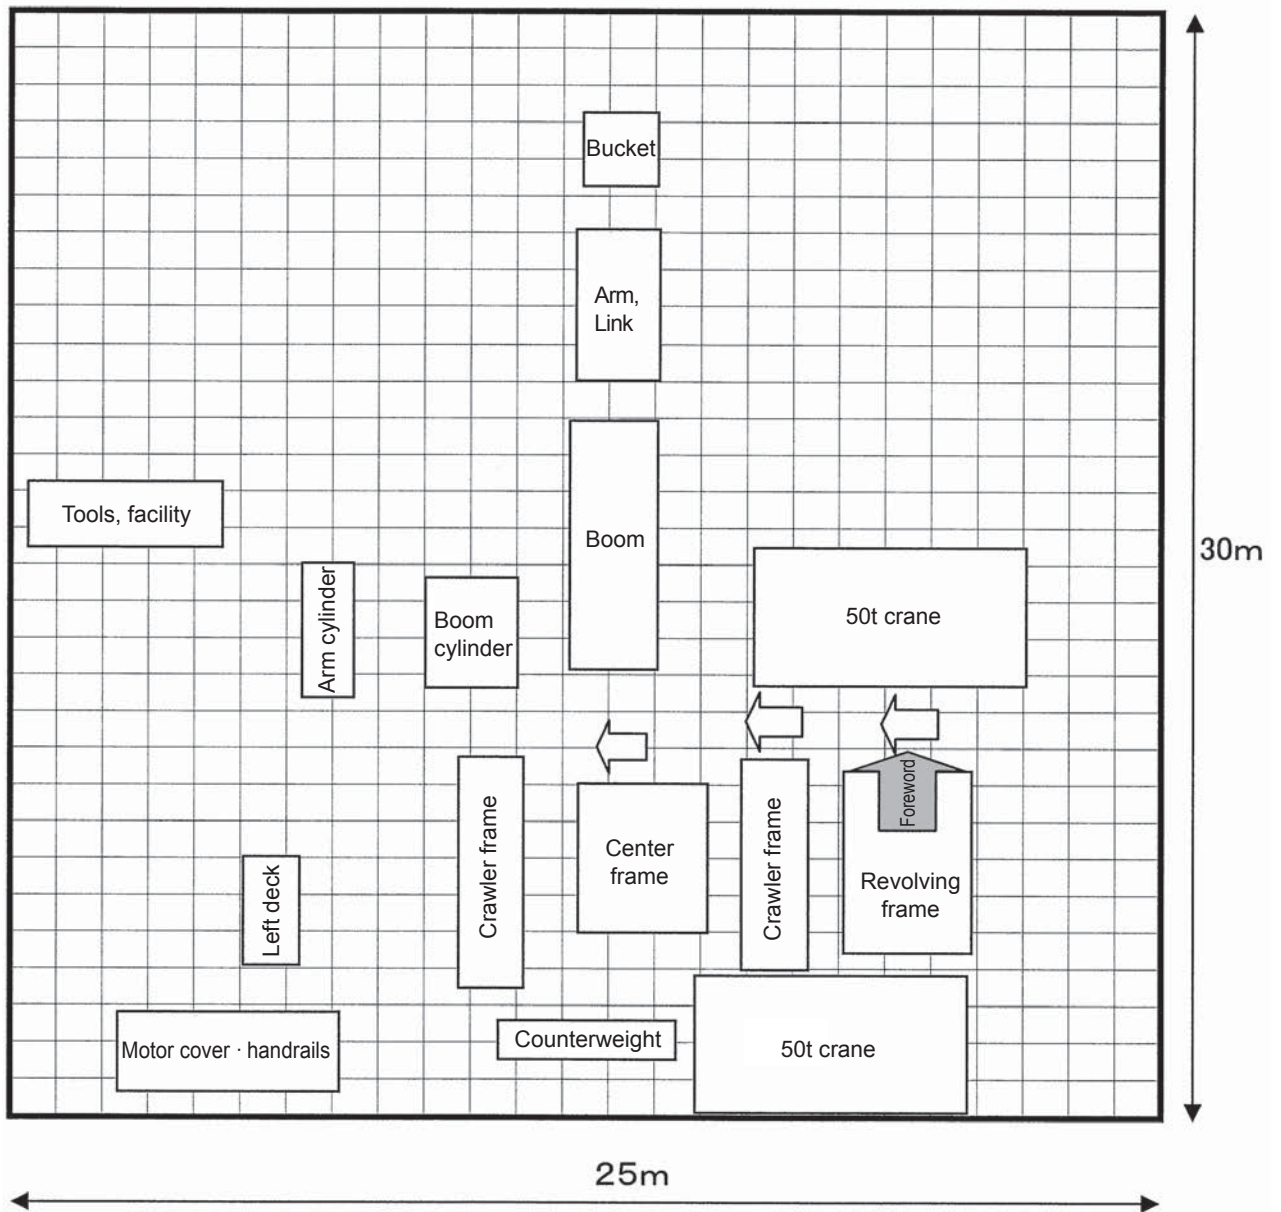 Bucket
Arm,
Link
Tools, facility
Boom
30m
Arm cylinder
Boom
cylinder
50t crane
Foreword
Crawler frame
Center
frame
Crawler frame
Revolving
frame
Left deck
Motor cover · handrails
Counterweight
50t crane
25m